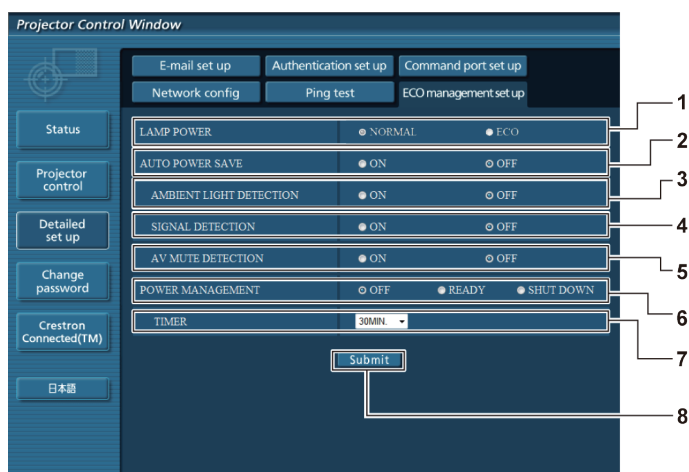 Projector Control Window
E-mail set up Authentication set up Command port set up
Network config Ping test ECO management set up
Status
Projector
control
Detailed
set up
Change
password
Crestron
Connected(TM)
日本語
LAMP POWER NORMAL ECO 1
AUTO POWER SAVE ON OFF 2
AMBIENT LIGHT DETECTION ON OFF 3
SIGNAL DETECTION ON OFF 4
AV MUTE DETECTION ON OFF 5
POWER MANAGEMENT OFF READY SHUT DOWN 6
TIMER 30MIN. 7
Submit 8